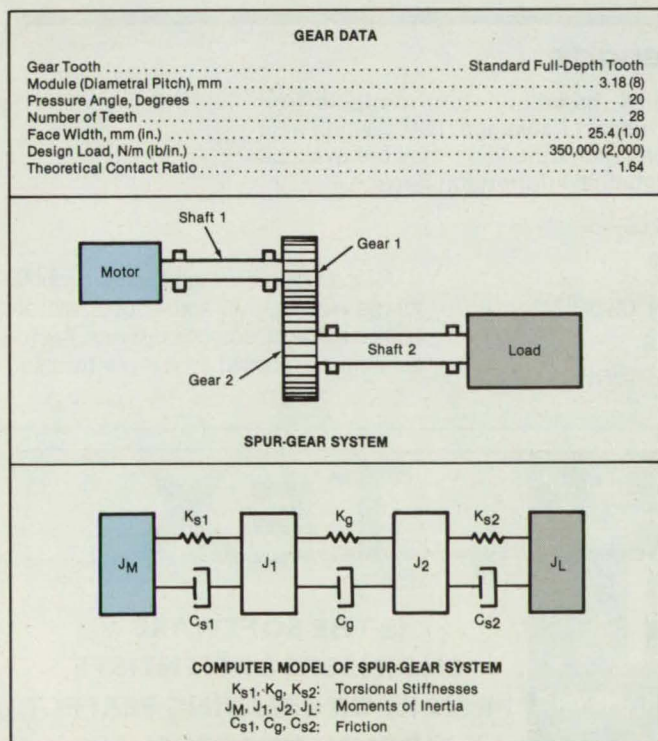 GEAR DATA
Gear Tooth ........ Standard Full-Depth Tooth
Module (Diametral Pitch), mm ........ 3.18 (8)
Pressure Angle, Degrees ........ 20
Number of Teeth ........ 28
Face Width, mm (in.) ........ 25.4 (1.0)
Design Load, N/m (lb/in.) ........ 350,000 (2,000)
Theoretical Contact Ratio ........ 1.64
Shaft 1
Gear 1
Motor
Shaft 2
Load
Gear 2
SPUR-GEAR SYSTEM
Ks1 Kg Ks2
JM J1 J2 JL
Cs1 Cg Cs2
COMPUTER MODEL OF SPUR-GEAR SYSTEM
Ks1, Kg, Ks2: Torsional Stiffnesses
JM, J1, J2, JL: Moments of Inertia
Cs1, Cg, Cs2: Friction